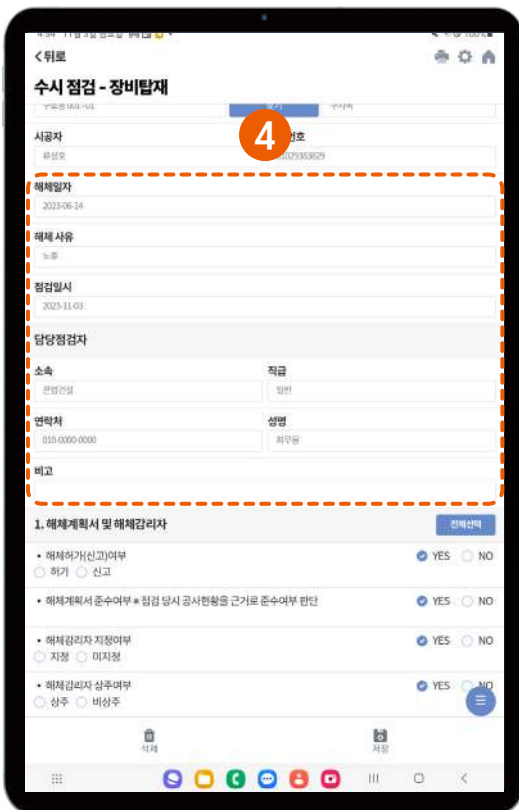 <뒤로
수시 점검 - 장비탑재
시공자
번호
01029383829
4
해체일자
2023-06-14
해체 사유
노후
점검일시
2023-11-03
담당점검자
소속 직급
일반
연락처 성명
010-0000-0000 최무용
비고
1. 해체계획서 및 해체감리자 전체선택
• 해체허가(신고)여부 YES NO
허가 신고
• 해체계획서 준수여부 ※ 점검 당시 공사현황을 근거로 준수여부 판단 YES NO
• 해체감리자 지정여부 YES NO
지정 미지정
• 해체감리자 상주여부 YES NO
상주 비상주
삭제 저장